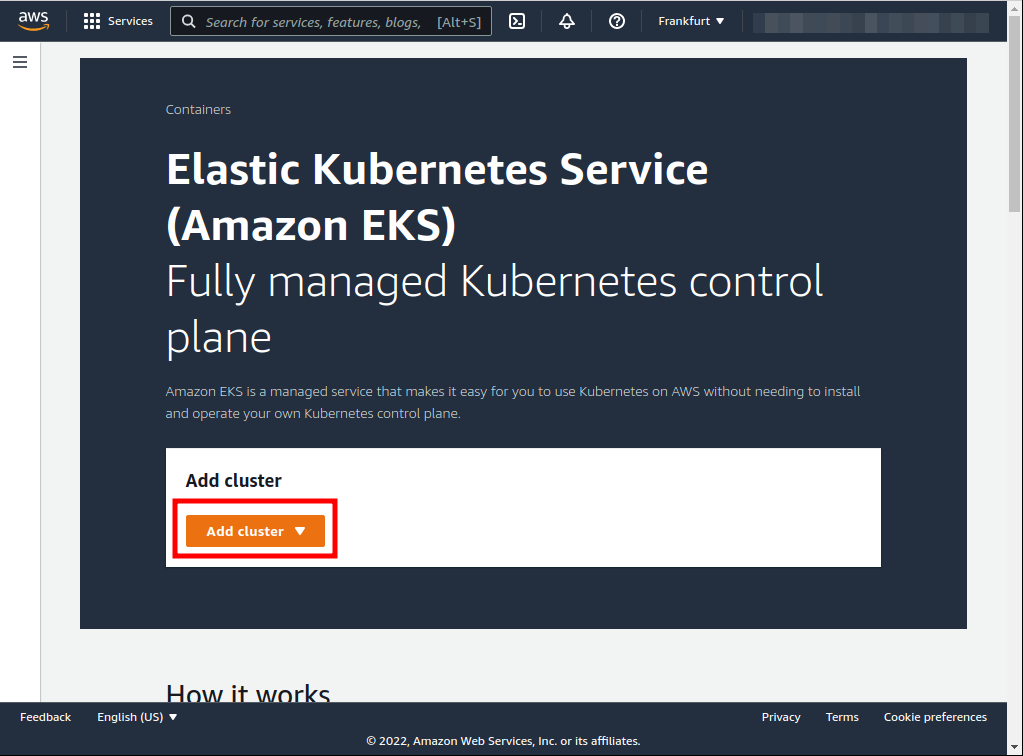 aws
Services
Search for services, features, blogs, [Alt+S]
Frankfurt
Containers
Elastic Kubernetes Service
(Amazon EKS)
Fully managed Kubernetes control
plane
Amazon EKS is a managed service that makes it easy for you to use Kubernetes on AWS without needing to install
and operate your own Kubernetes control plane.
Add cluster
Add cluster
How it works
Feedback
English (US)
Privacy
Terms
Cookie preferences
© 2022, Amazon Web Services, Inc. or its affiliates.